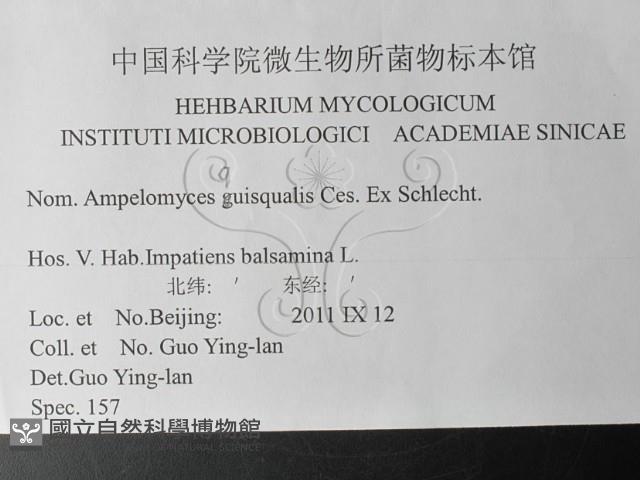 中国科学院微生物所菌物标本馆
HEHBARIUM MYCOLOGICUM
INSTITUTI MICROBIOLOGICI ACADEMIAE SINICAE
q
Nom. Ampelomyces guisqualis Ces. Ex Schlecht.
Hos. V. Hab.Impatiens balsamina L.
北纬: ′ 东经: ′
Loc. et No.Beijing: 2011 IX 12
Coll. et No. Guo Ying-lan
Det.Guo Ying-lan
Spec. 157
國立自然科學博物館